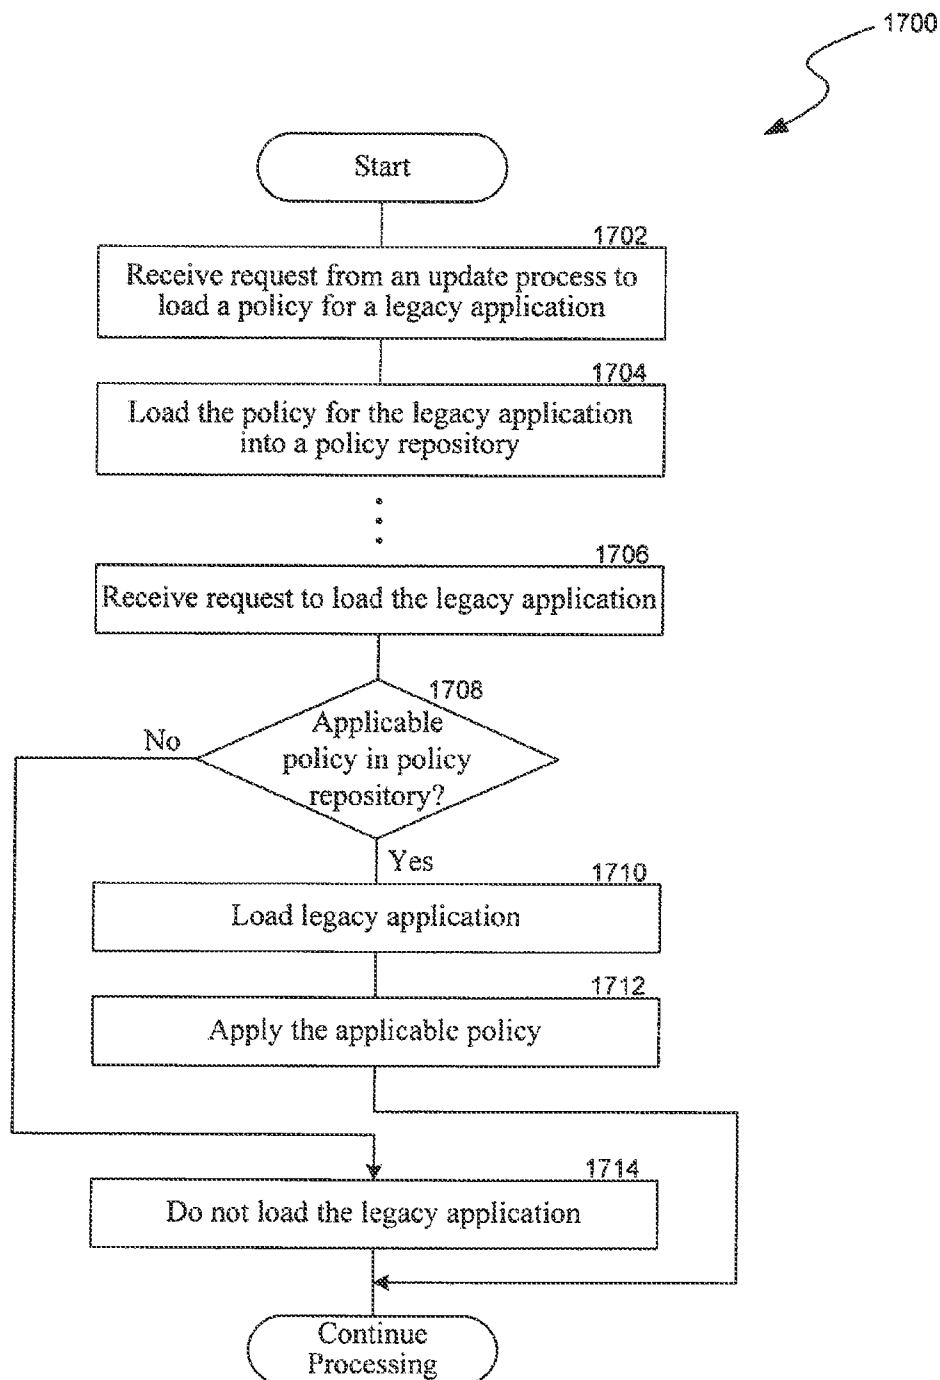 1700
Start
1702
Receive request from an update process to
load a policy for a legacy application
1704
Load the policy for the legacy application
into a policy repository
1706
Receive request to load the legacy application
1708
Applicable
policy in policy
repository?
No
Yes
1710
Load legacy application
1712
Apply the applicable policy
1714
Do not load the legacy application
Continue
Processing